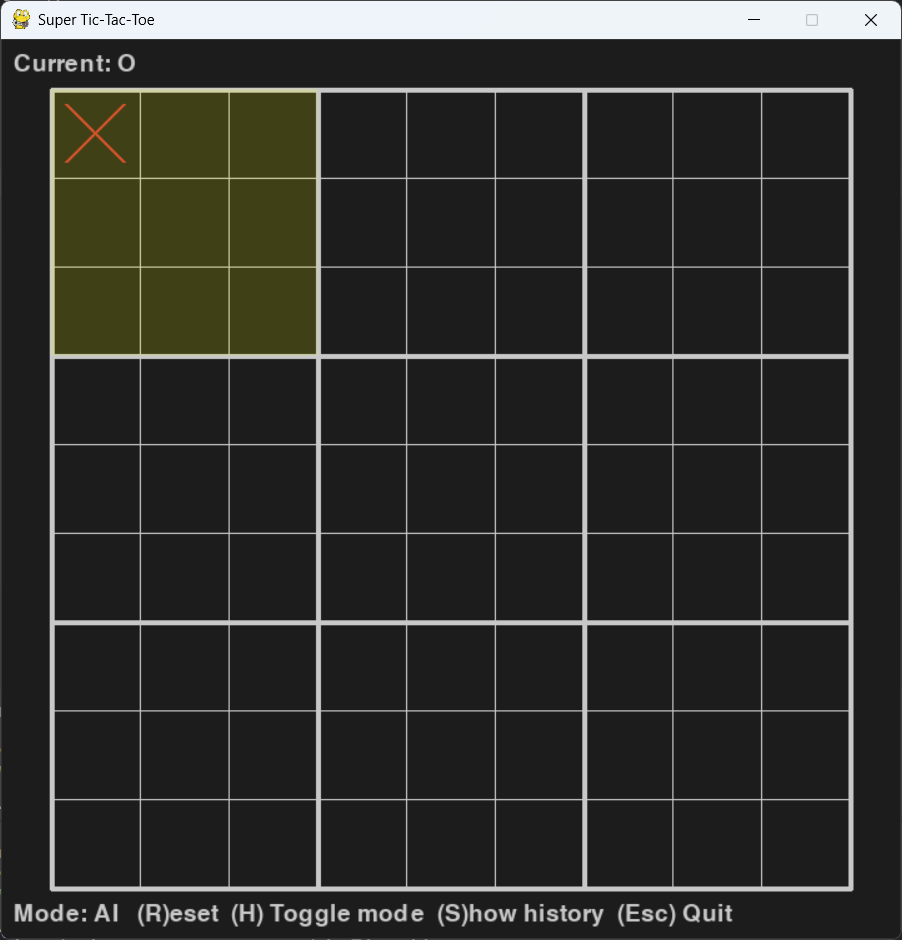 Super Tic-Tac-Toe
Current: O
Mode: AI (R)eset (H) Toggle mode (S)how history (Esc) Quit